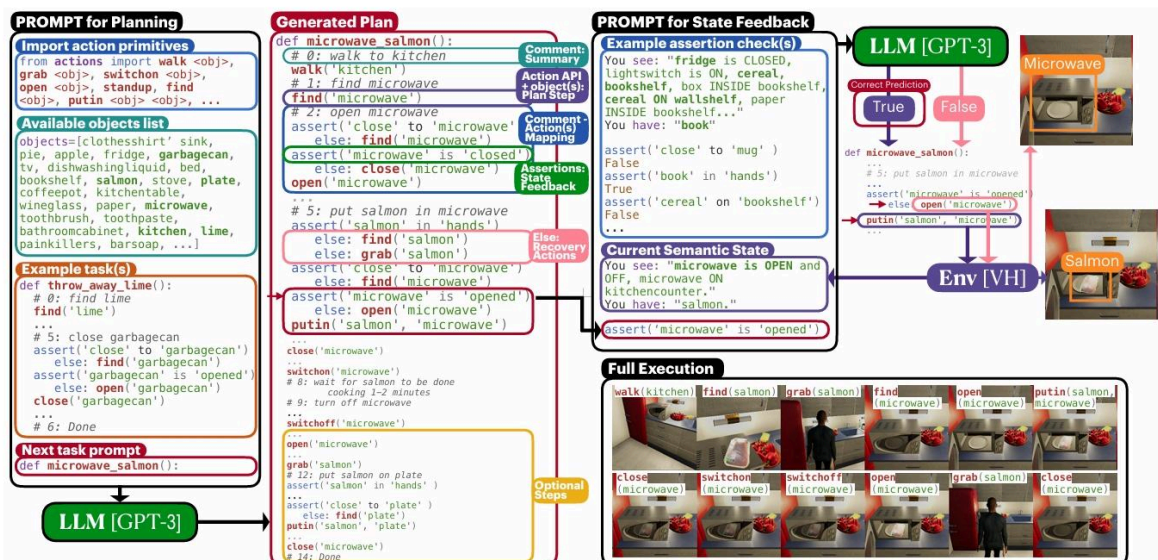 PROMPT for Planning
Import action primitives
from actions import walk <obj>,
grab <obj>, switchon <obj>,
open <obj>, standup, find
<obj>, putin <obj> <obj>, ...
Available objects list
objects=[clothesshirt’ sink,
pie, apple, fridge, garbagecan,
tv, dishwashingliquid, bed,
bookshelf, salmon, stove, plate,
coffeepot, kitchentable,
wineglass, paper, microwave,
toothbrush, toothpaste,
bathroomcabinet, kitchen, lime,
painkillers, barsoap, ...]
Example task(s)
def throw_away_lime():
# 0: find lime
find('lime')
...
# 5: close garbagecan
assert('close' to 'garbagecan')
else: find('garbagecan')
assert('garbagecan' is 'opened')
else: open('garbagecan')
close('garbagecan')
...
# 6: Done
Next task prompt
def microwave_salmon():
LLM [GPT-3]
Generated Plan
def microwave_salmon():
# 0: walk to kitchen
walk('kitchen')
# 1: find microwave
find('microwave')
# 2: open microwave
assert('close' to 'microwave'
else: find('microwave')
assert('microwave' is 'closed')
else: close('microwave')
open('microwave')
...
# 5: put salmon in microwave
assert('salmon' in 'hands')
else: find('salmon')
else: grab('salmon')
assert('close' to 'microwave'
else: find('microwave')
assert('microwave' is 'opened')
else: open('microwave')
putin('salmon', 'microwave')
...
close('microwave')
...
switchon('microwave')
# 8: wait for salmon to be done
cooking 1–2 minutes
# 9: turn off microwave
...
switchoff('microwave')
...
open('microwave')
...
grab('salmon')
# 12: put salmon on plate
assert('salmon' in 'hands' )
...
assert('close' to 'plate' )
else: find('plate')
putin('salmon', 'plate')
...
close('microwave')
# 14: Done
Comment:
Summary
Action API
+ object(s):
Plan Step
Comment -
Action(s)
Mapping
Assertions:
State
Feedback
Else:
Recovery
Actions
Optional
Steps
PROMPT for State Feedback
Example assertion check(s)
You see: "fridge is CLOSED,
lightswitch is ON, cereal,
bookshelf, box INSIDE bookshelf,
cereal ON wallshelf, paper
INSIDE bookshelf..."
You have: "book"
assert('close' to 'mug' )
False
assert('book' in 'hands')
True
assert('cereal' on 'bookshelf')
False
...
Current Semantic State
You see: "microwave is OPEN and
OFF, microwave ON
kitchencounter."
You have: "salmon."
assert('microwave' is 'opened')
LLM [GPT-3]
Correct Prediction
True
False
def microwave_salmon():
...
# 5: put salmon in microwave
...
assert('microwave' is 'opened')
else: open('microwave')
putin('salmon', 'microwave')
...
Env [VH]
Microwave
Salmon
Full Execution
walk(kitchen)
find(salmon)
grab(salmon)
find
(microwave)
open
(microwave)
putin(salmon,
microwave)
close
(microwave)
switchon
(microwave)
switchoff
(microwave)
open
(microwave)
grab(salmon)
close
(microwave)